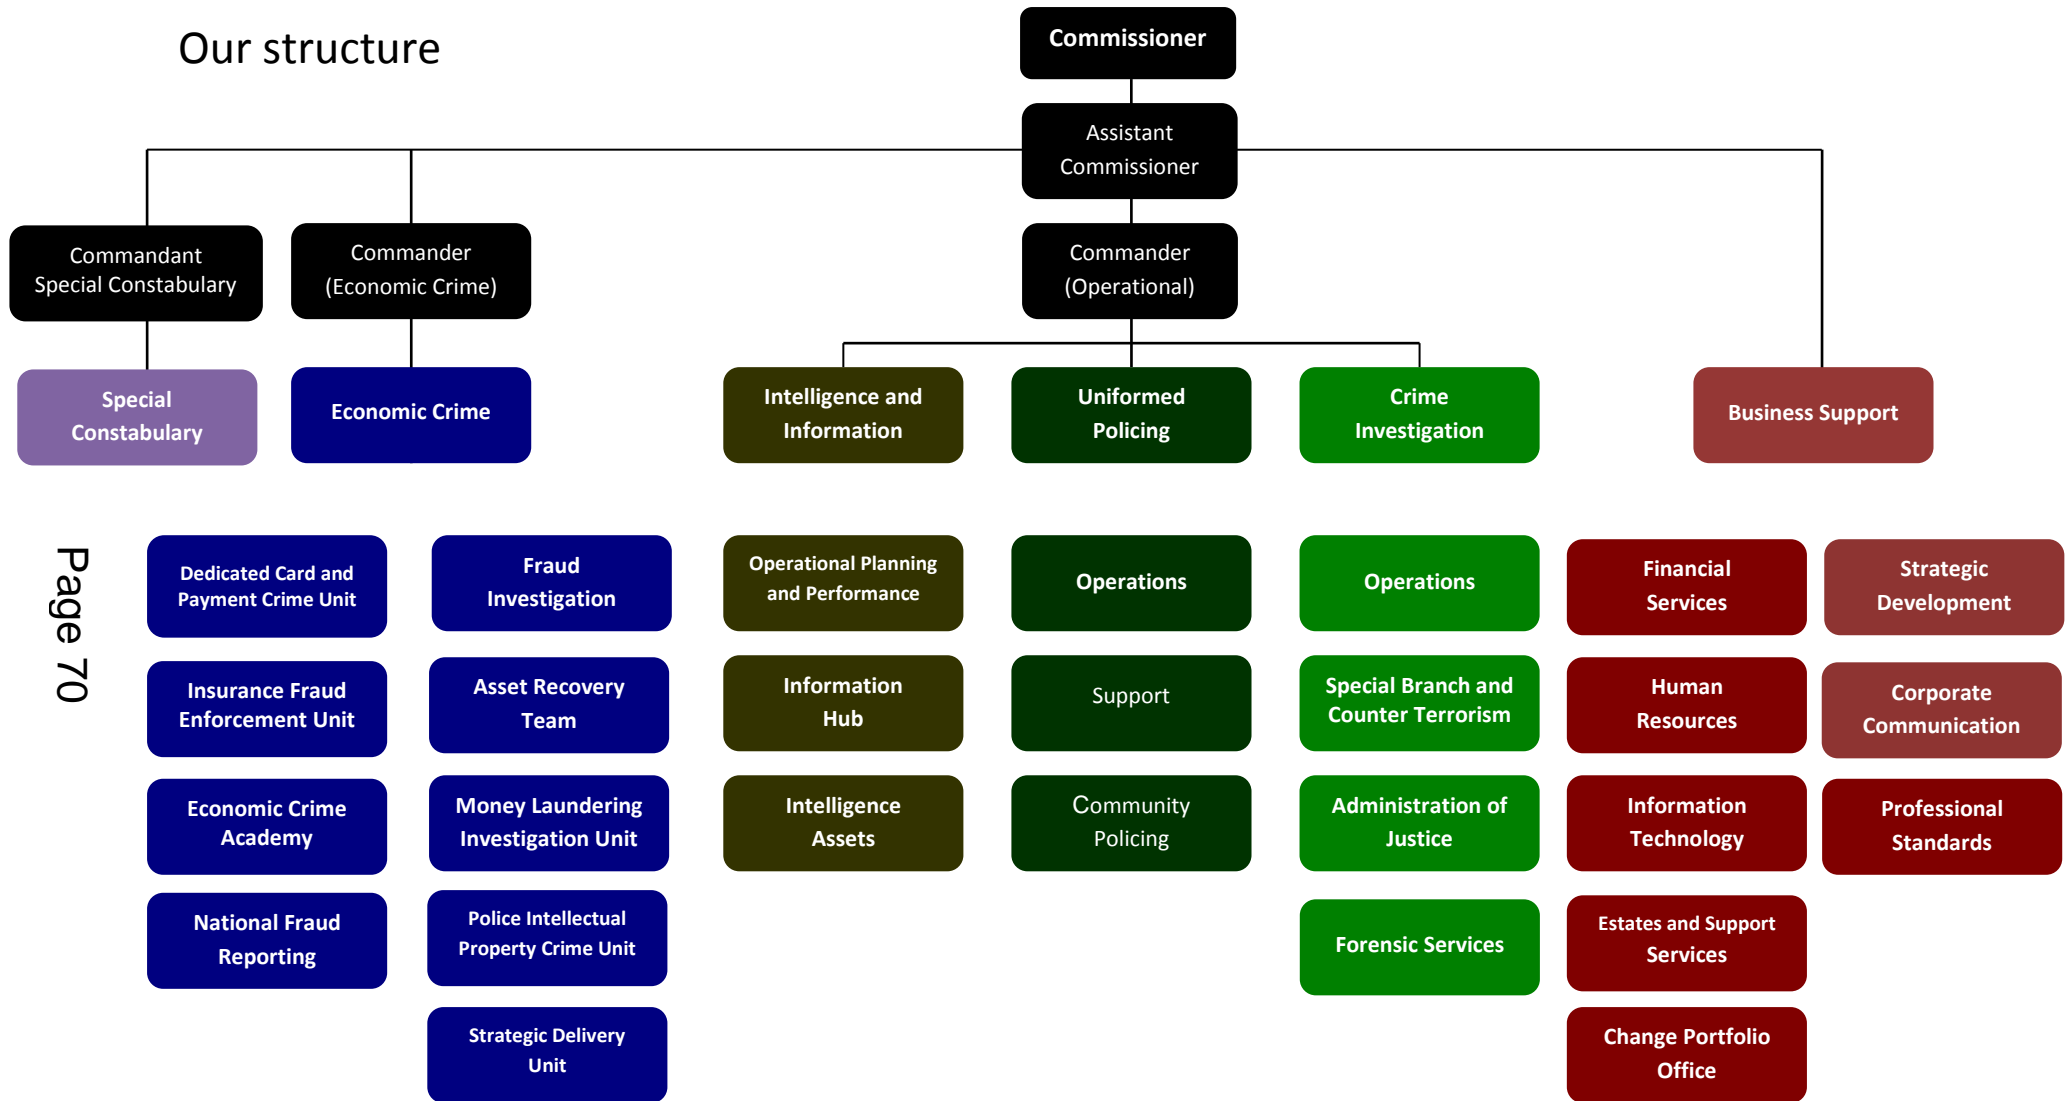 Our structure
Commissioner
Assistant
Commissioner
Commandant
Special Constabulary
Commander
(Economic Crime)
Commander
(Operational)
Special
Constabulary
Economic Crime
Intelligence and
Information
Uniformed
Policing
Crime
Investigation
Business Support
Page 70
Dedicated Card and
Payment Crime Unit
Fraud
Investigation
Operational Planning
and Performance
Operations
Operations
Financial
Services
Strategic
Development
Insurance Fraud
Enforcement Unit
Asset Recovery
Team
Information
Hub
Support
Special Branch and
Counter Terrorism
Human
Resources
Corporate
Communication
Economic Crime
Academy
Money Laundering
Investigation Unit
Intelligence
Assets
Community
Policing
Administration of
Justice
Information
Technology
Professional
Standards
National Fraud
Reporting
Police Intellectual
Property Crime Unit
Forensic Services
Estates and Support
Services
Strategic Delivery
Unit
Change Portfolio
Office